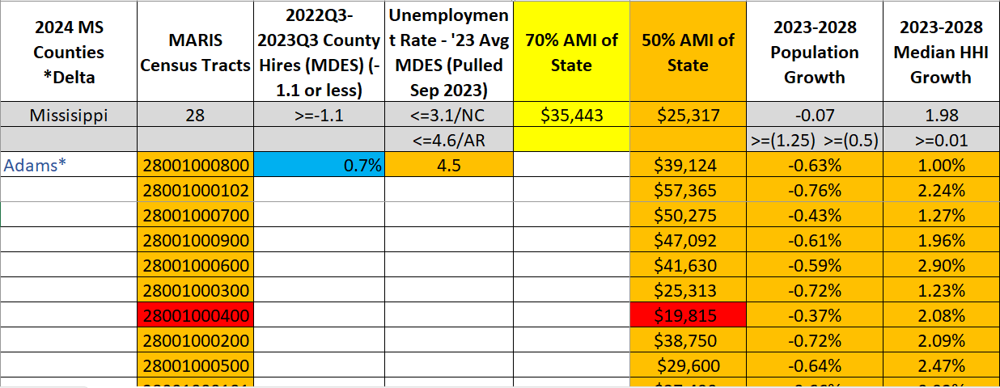 2024 MS Counties *Delta	MARIS Census Tracts	2022Q3-2023Q3 County Hires (MDES) (-1.1 or less)	Unemployment Rate - '23 Avg MDES (Pulled Sep 2023)	70% AMI of State	50% AMI of State	2023-2028 Population Growth	2023-2028 Median HHI Growth
Missisippi	28	>=-1.1	<=3.1/NC	$35,443	$25,317	-0.07	1.98
<=4.6/AR	>=(1.25) >=(0.5)	>=0.01
Adams*	28001000800	0.7%	4.5	$39,124	-0.63%	1.00%
28001000102	$57,365	-0.76%	2.24%
28001000700	$50,275	-0.43%	1.27%
28001000900	$47,092	-0.61%	1.96%
28001000600	$41,630	-0.59%	2.90%
28001000300	$25,313	-0.72%	1.23%
28001000400	$19,815	-0.37%	2.08%
28001000200	$38,750	-0.72%	2.09%
28001000500	$29,600	-0.64%	2.47%